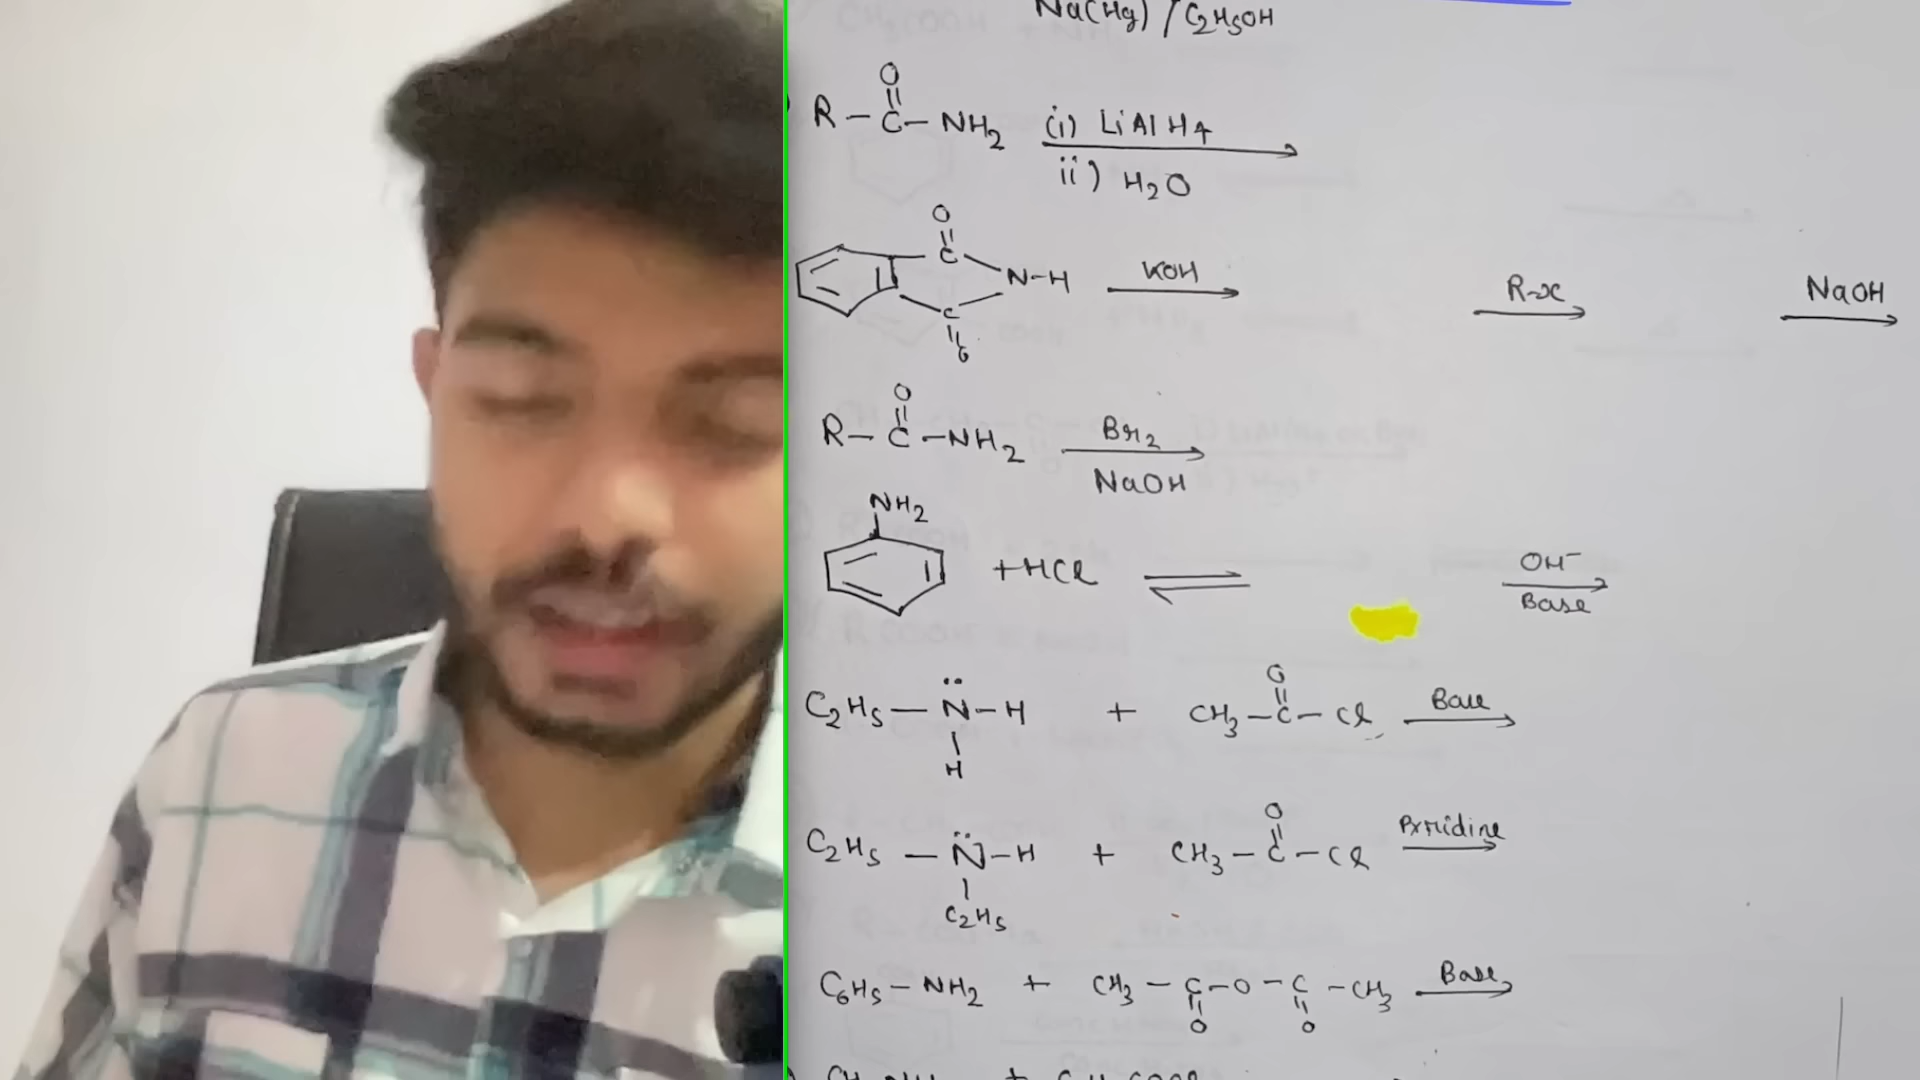 Na(Hg) / C2H5OH
O
R – C – NH2 (i) LiAlH4
ii) H2O
O
C
N–H KOH R–x NaOH
C
O
O
R – C – NH2 Br2
NaOH
NH2
+ HCl OH⁻
Base
O
C2H5 – N – H + CH3 – C – Cl Base
H
O
C2H5 – N – H + CH3 – C – Cl Pyridine
C2H5
C6H5 – NH2 + CH3 – C – O – C – CH3 Base
O O